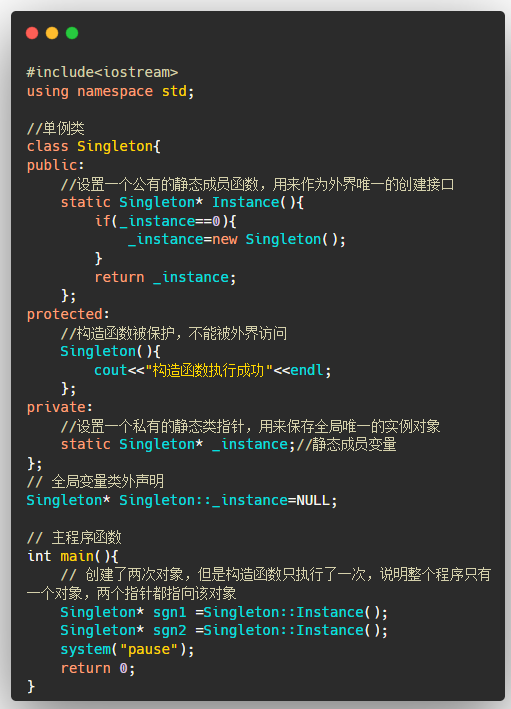 #include<iostream>
using namespace std;
//单例类
class Singleton{
public:
    //设置一个公有的静态成员函数，用来作为外界唯一的创建接口
    static Singleton* Instance(){
        if(_instance==0){
            _instance=new Singleton();
        }
        return _instance;
    };
protected:
    //构造函数被保护，不能被外界访问
    Singleton(){
        cout<<"构造函数执行成功"<<endl;
    };
private:
    //设置一个私有的静态类指针，用来保存全局唯一的实例对象
    static Singleton* _instance;//静态成员变量
};
// 全局变量类外声明
Singleton* Singleton::_instance=NULL;
// 主程序函数
int main(){
    // 创建了两次对象，但是构造函数只执行了一次，说明整个程序只有
一个对象，两个指针都指向该对象
    Singleton* sgn1 =Singleton::Instance();
    Singleton* sgn2 =Singleton::Instance();
    system("pause");
    return 0;
}